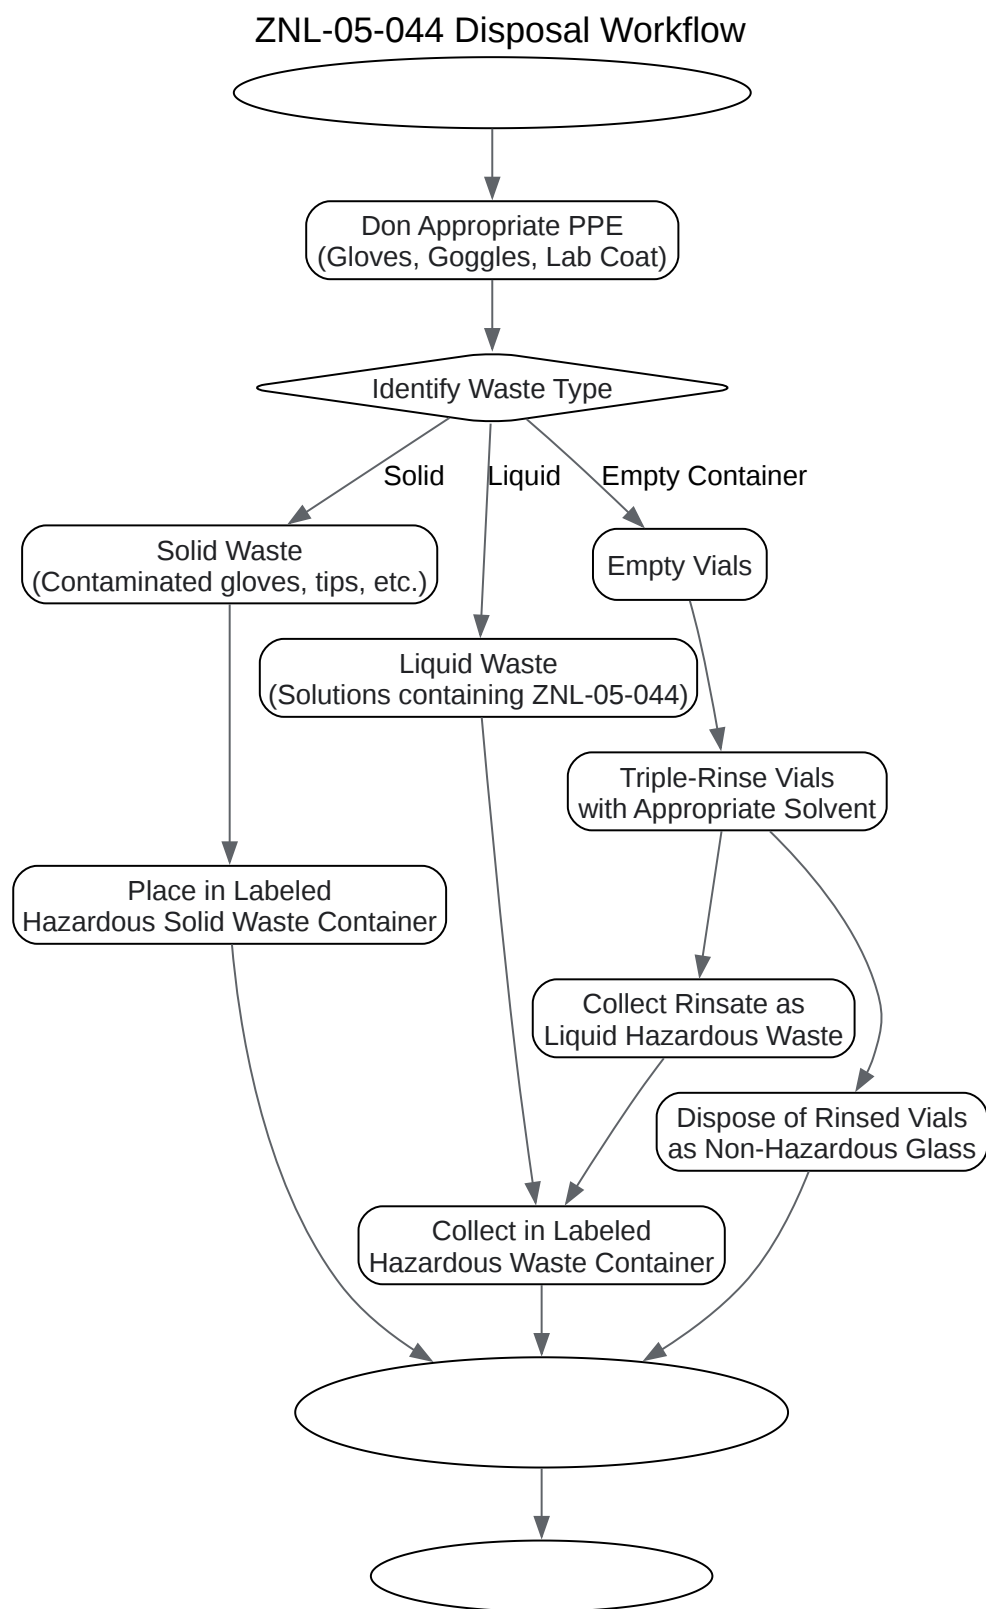 ZNL-05-044 Disposal Workflow
Don Appropriate PPE
(Gloves, Goggles, Lab Coat)
Identify Waste Type
Solid
Liquid
Empty Container
Solid Waste
(Contaminated gloves, tips, etc.)
Empty Vials
Liquid Waste
(Solutions containing ZNL-05-044)
Triple-Rinse Vials
with Appropriate Solvent
Place in Labeled
Hazardous Solid Waste Container
Collect Rinsate as
Liquid Hazardous Waste
Dispose of Rinsed Vials
as Non-Hazardous Glass
Collect in Labeled
Hazardous Waste Container